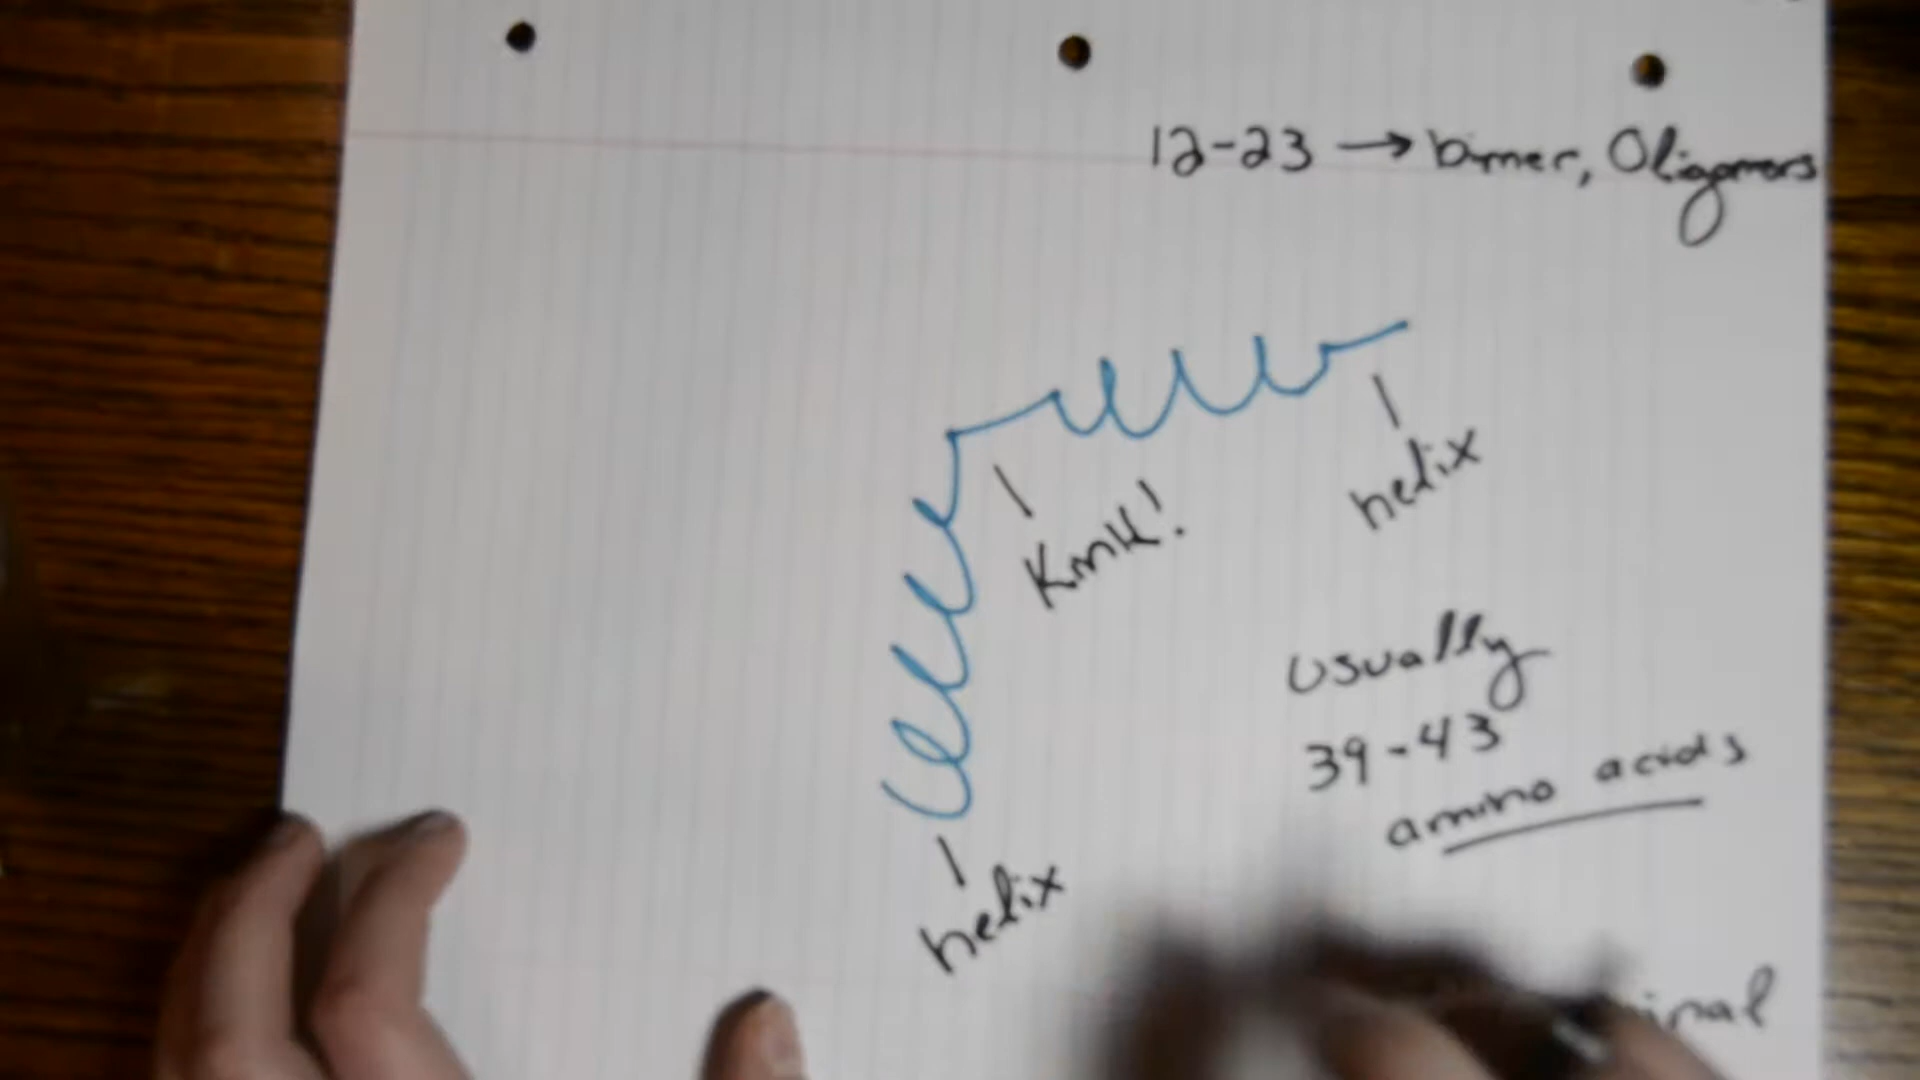 12-23 → dimer, Oligomers
helix
Kink!
Usually
39-43
amino acids
helix